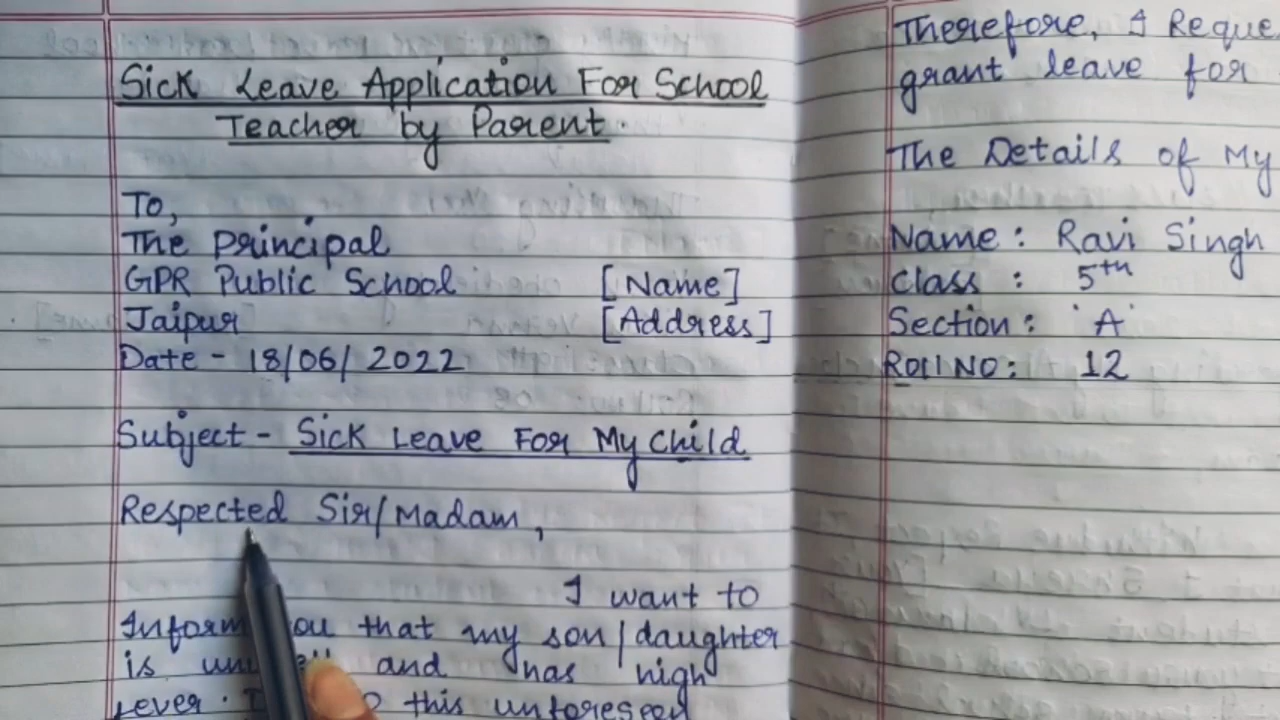 Sick Leave Application For School
Teacher by Parent.
To,
The Principal
GPR Public School [Name]
Jaipur [Address]
Date - 18/06/2022
Subject - Sick Leave For My Child
Respected Sir/Madam,
I want to
Inform you that my son/daughter
is and has high
fever. to this unforeseen
Therefore, I Reque
grant leave for
The Details of My
Name: Ravi Singh
Class: 5th
Section: 'A'
Roll No: 12